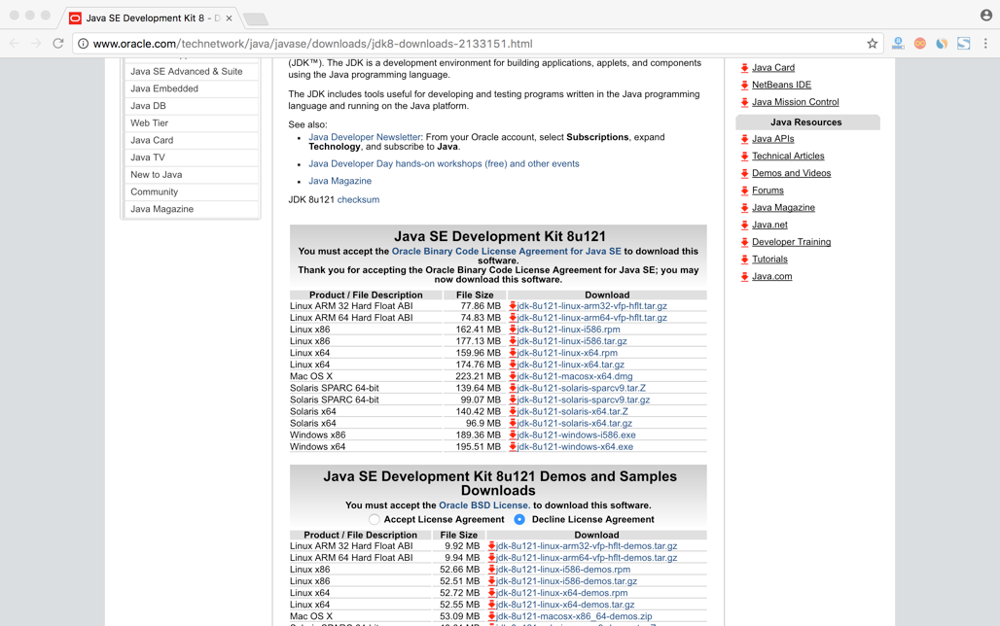 Java SE Development Kit 8 - D
www.oracle.com/technetwork/java/javase/downloads/jdk8-downloads-2133151.html
Java SE Advanced & Suite
Java Embedded
Java DB
Web Tier
Java Card
Java TV
New to Java
Community
Java Magazine
(JDK™). The JDK is a development environment for building applications, applets, and components
using the Java programming language.
The JDK includes tools useful for developing and testing programs written in the Java programming
language and running on the Java platform.
See also:
• Java Developer Newsletter: From your Oracle account, select Subscriptions, expand
Technology, and subscribe to Java.
• Java Developer Day hands-on workshops (free) and other events
• Java Magazine
JDK 8u121 checksum
Java SE Development Kit 8u121
You must accept the Oracle Binary Code License Agreement for Java SE to download this
software.
Thank you for accepting the Oracle Binary Code License Agreement for Java SE; you may
now download this software.
Product / File Description File Size Download
Linux ARM 32 Hard Float ABI 77.86 MB jdk-8u121-linux-arm32-vfp-hflt.tar.gz
Linux ARM 64 Hard Float ABI 74.83 MB jdk-8u121-linux-arm64-vfp-hflt.tar.gz
Linux x86 162.41 MB jdk-8u121-linux-i586.rpm
Linux x86 177.13 MB jdk-8u121-linux-i586.tar.gz
Linux x64 159.96 MB jdk-8u121-linux-x64.rpm
Linux x64 174.76 MB jdk-8u121-linux-x64.tar.gz
Mac OS X 223.21 MB jdk-8u121-macosx-x64.dmg
Solaris SPARC 64-bit 139.64 MB jdk-8u121-solaris-sparcv9.tar.Z
Solaris SPARC 64-bit 99.07 MB jdk-8u121-solaris-sparcv9.tar.gz
Solaris x64 140.42 MB jdk-8u121-solaris-x64.tar.Z
Solaris x64 96.9 MB jdk-8u121-solaris-x64.tar.gz
Windows x86 189.36 MB jdk-8u121-windows-i586.exe
Windows x64 195.51 MB jdk-8u121-windows-x64.exe
Java SE Development Kit 8u121 Demos and Samples
Downloads
You must accept the Oracle BSD License. to download this software.
Accept License Agreement Decline License Agreement
Product / File Description File Size Download
Linux ARM 32 Hard Float ABI 9.92 MB jdk-8u121-linux-arm32-vfp-hflt-demos.tar.gz
Linux ARM 64 Hard Float ABI 9.94 MB jdk-8u121-linux-arm64-vfp-hflt-demos.tar.gz
Linux x86 52.66 MB jdk-8u121-linux-i586-demos.rpm
Linux x86 52.51 MB jdk-8u121-linux-i586-demos.tar.gz
Linux x64 52.72 MB jdk-8u121-linux-x64-demos.rpm
Linux x64 52.55 MB jdk-8u121-linux-x64-demos.tar.gz
Mac OS X 53.09 MB jdk-8u121-macosx-x86_64-demos.zip
Java Card
NetBeans IDE
Java Mission Control
Java Resources
Java APIs
Technical Articles
Demos and Videos
Forums
Java Magazine
Java.net
Developer Training
Tutorials
Java.com